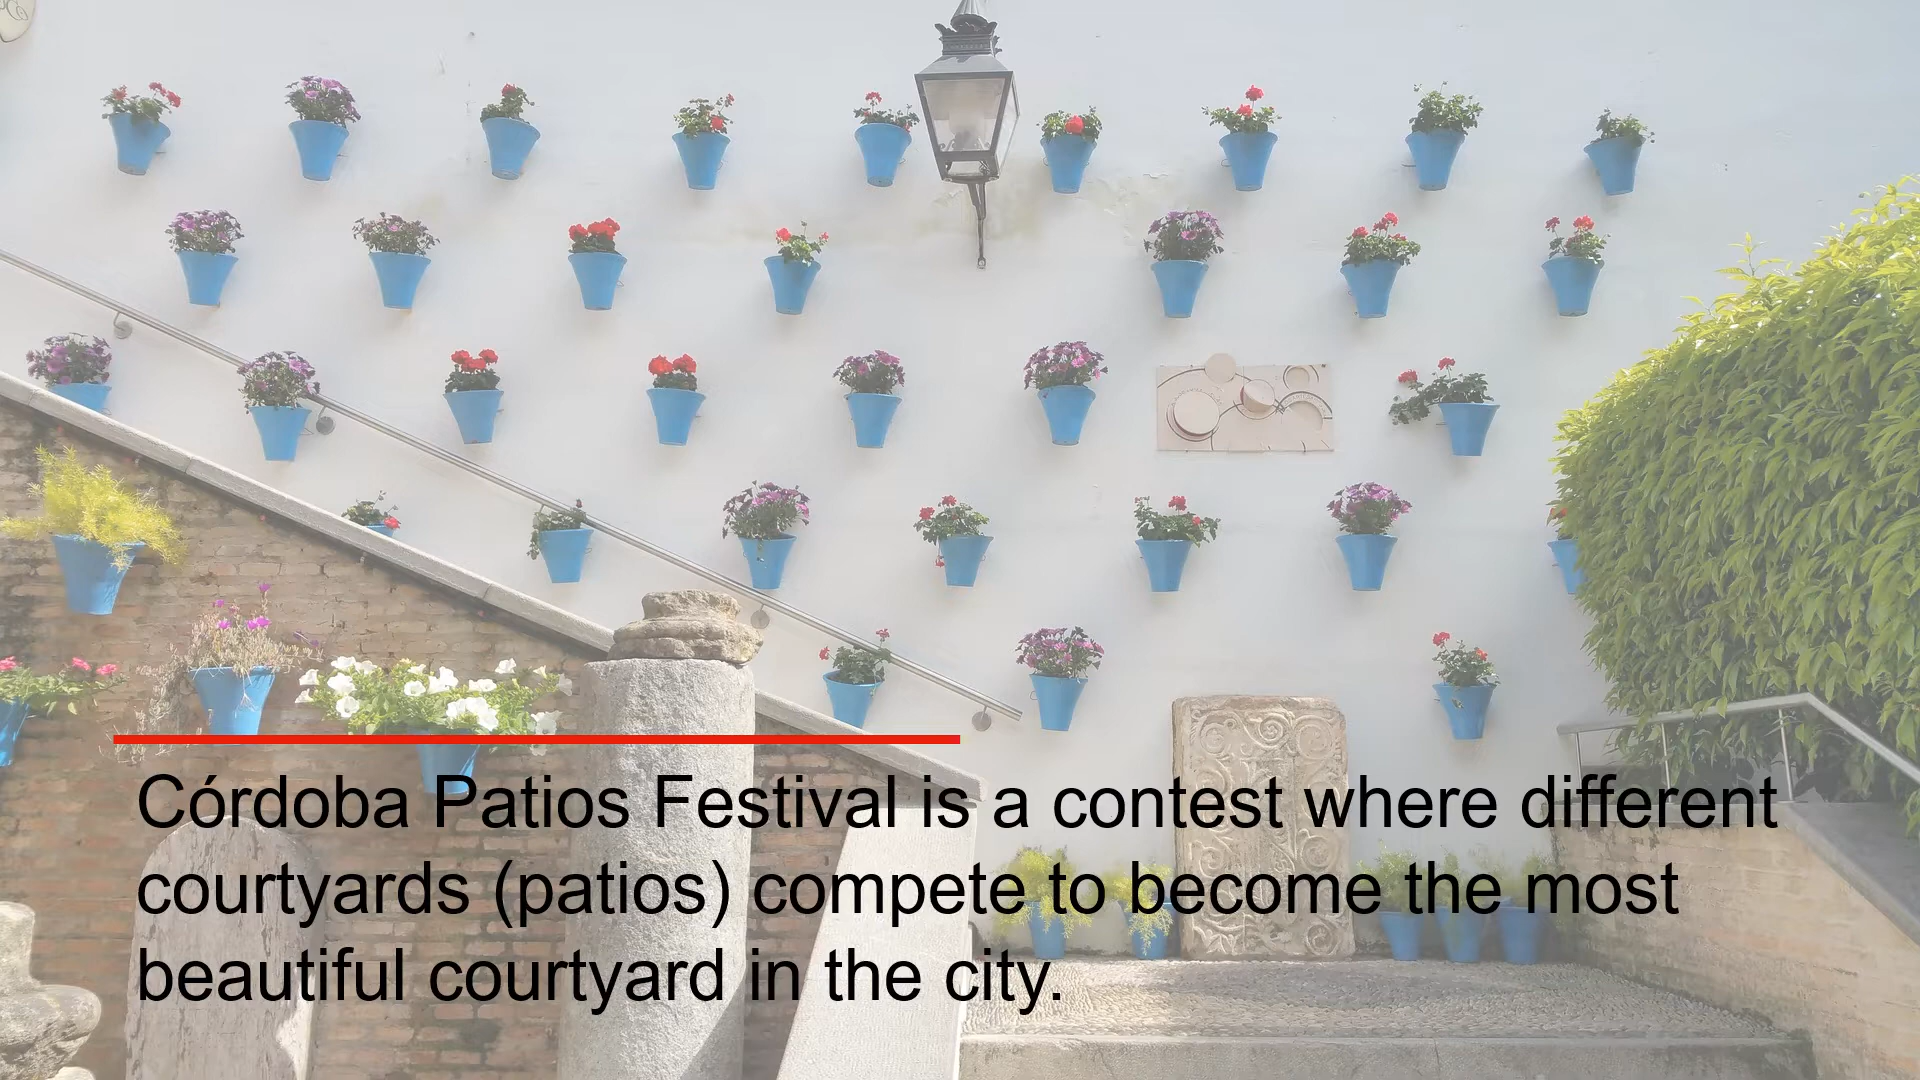 Córdoba Patios Festival is a contest where different
courtyards (patios) compete to become the most
beautiful courtyard in the city.